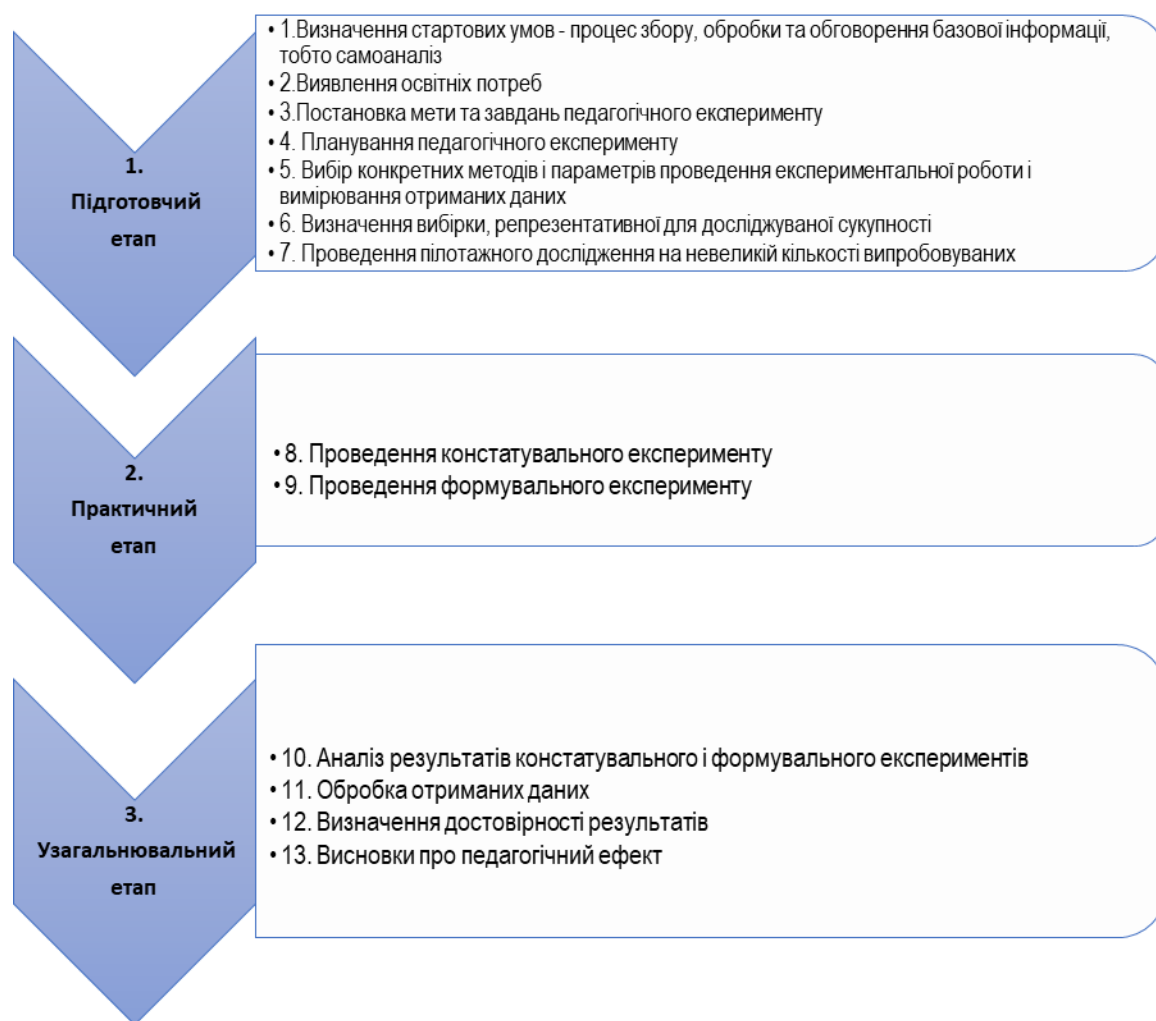 1.
Підготовчий
етап
• 1.Визначення стартових умов - процес збору, обробки та обговорення базової інформації,
тобто самоаналіз
• 2.Виявлення освітніх потреб
• 3.Постановка мети та завдань педагогічного експерименту
• 4. Планування педагогічного експерименту
• 5. Вибір конкретних методів і параметрів проведення експериментальної роботи і
вимірювання отриманих даних
• 6. Визначення вибірки, репрезентативної для досліджуваної сукупності
• 7. Проведення пілотажного дослідження на невеликій кількості випробовуваних
2.
Практичний
етап
• 8. Проведення констатувального експерименту
• 9. Проведення формувального експерименту
3.
Узагальнювальний
етап
• 10. Аналіз результатів констатувального і формувального експериментів
• 11. Обробка отриманих даних
• 12. Визначення достовірності результатів
• 13. Висновки про педагогічний ефект